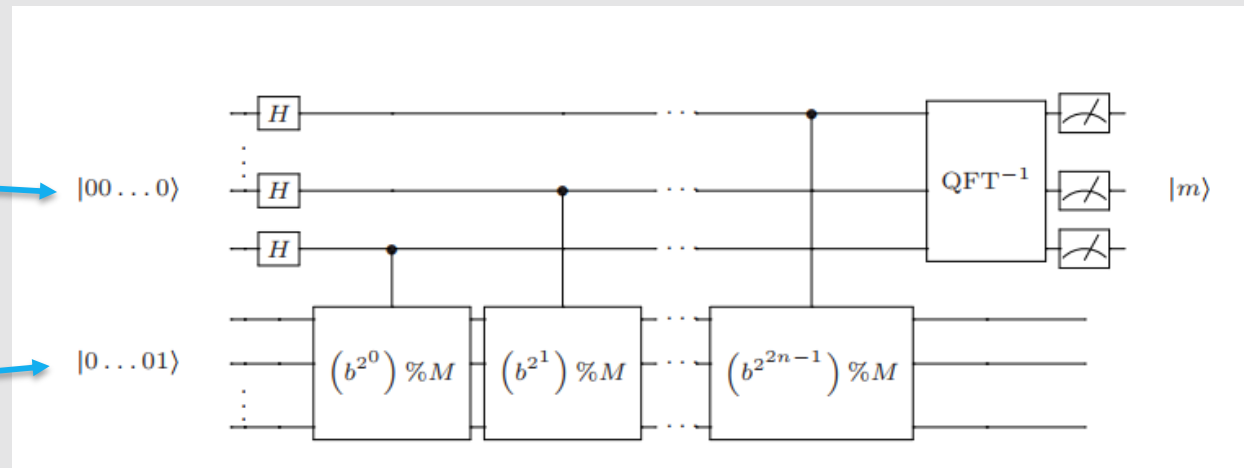 H
|00...0⟩ H QFT⁻¹ |m⟩
H
|0...01⟩ (b^{2^0}) %M (b^{2^1}) %M (b^{2^{2n−1}}) %M